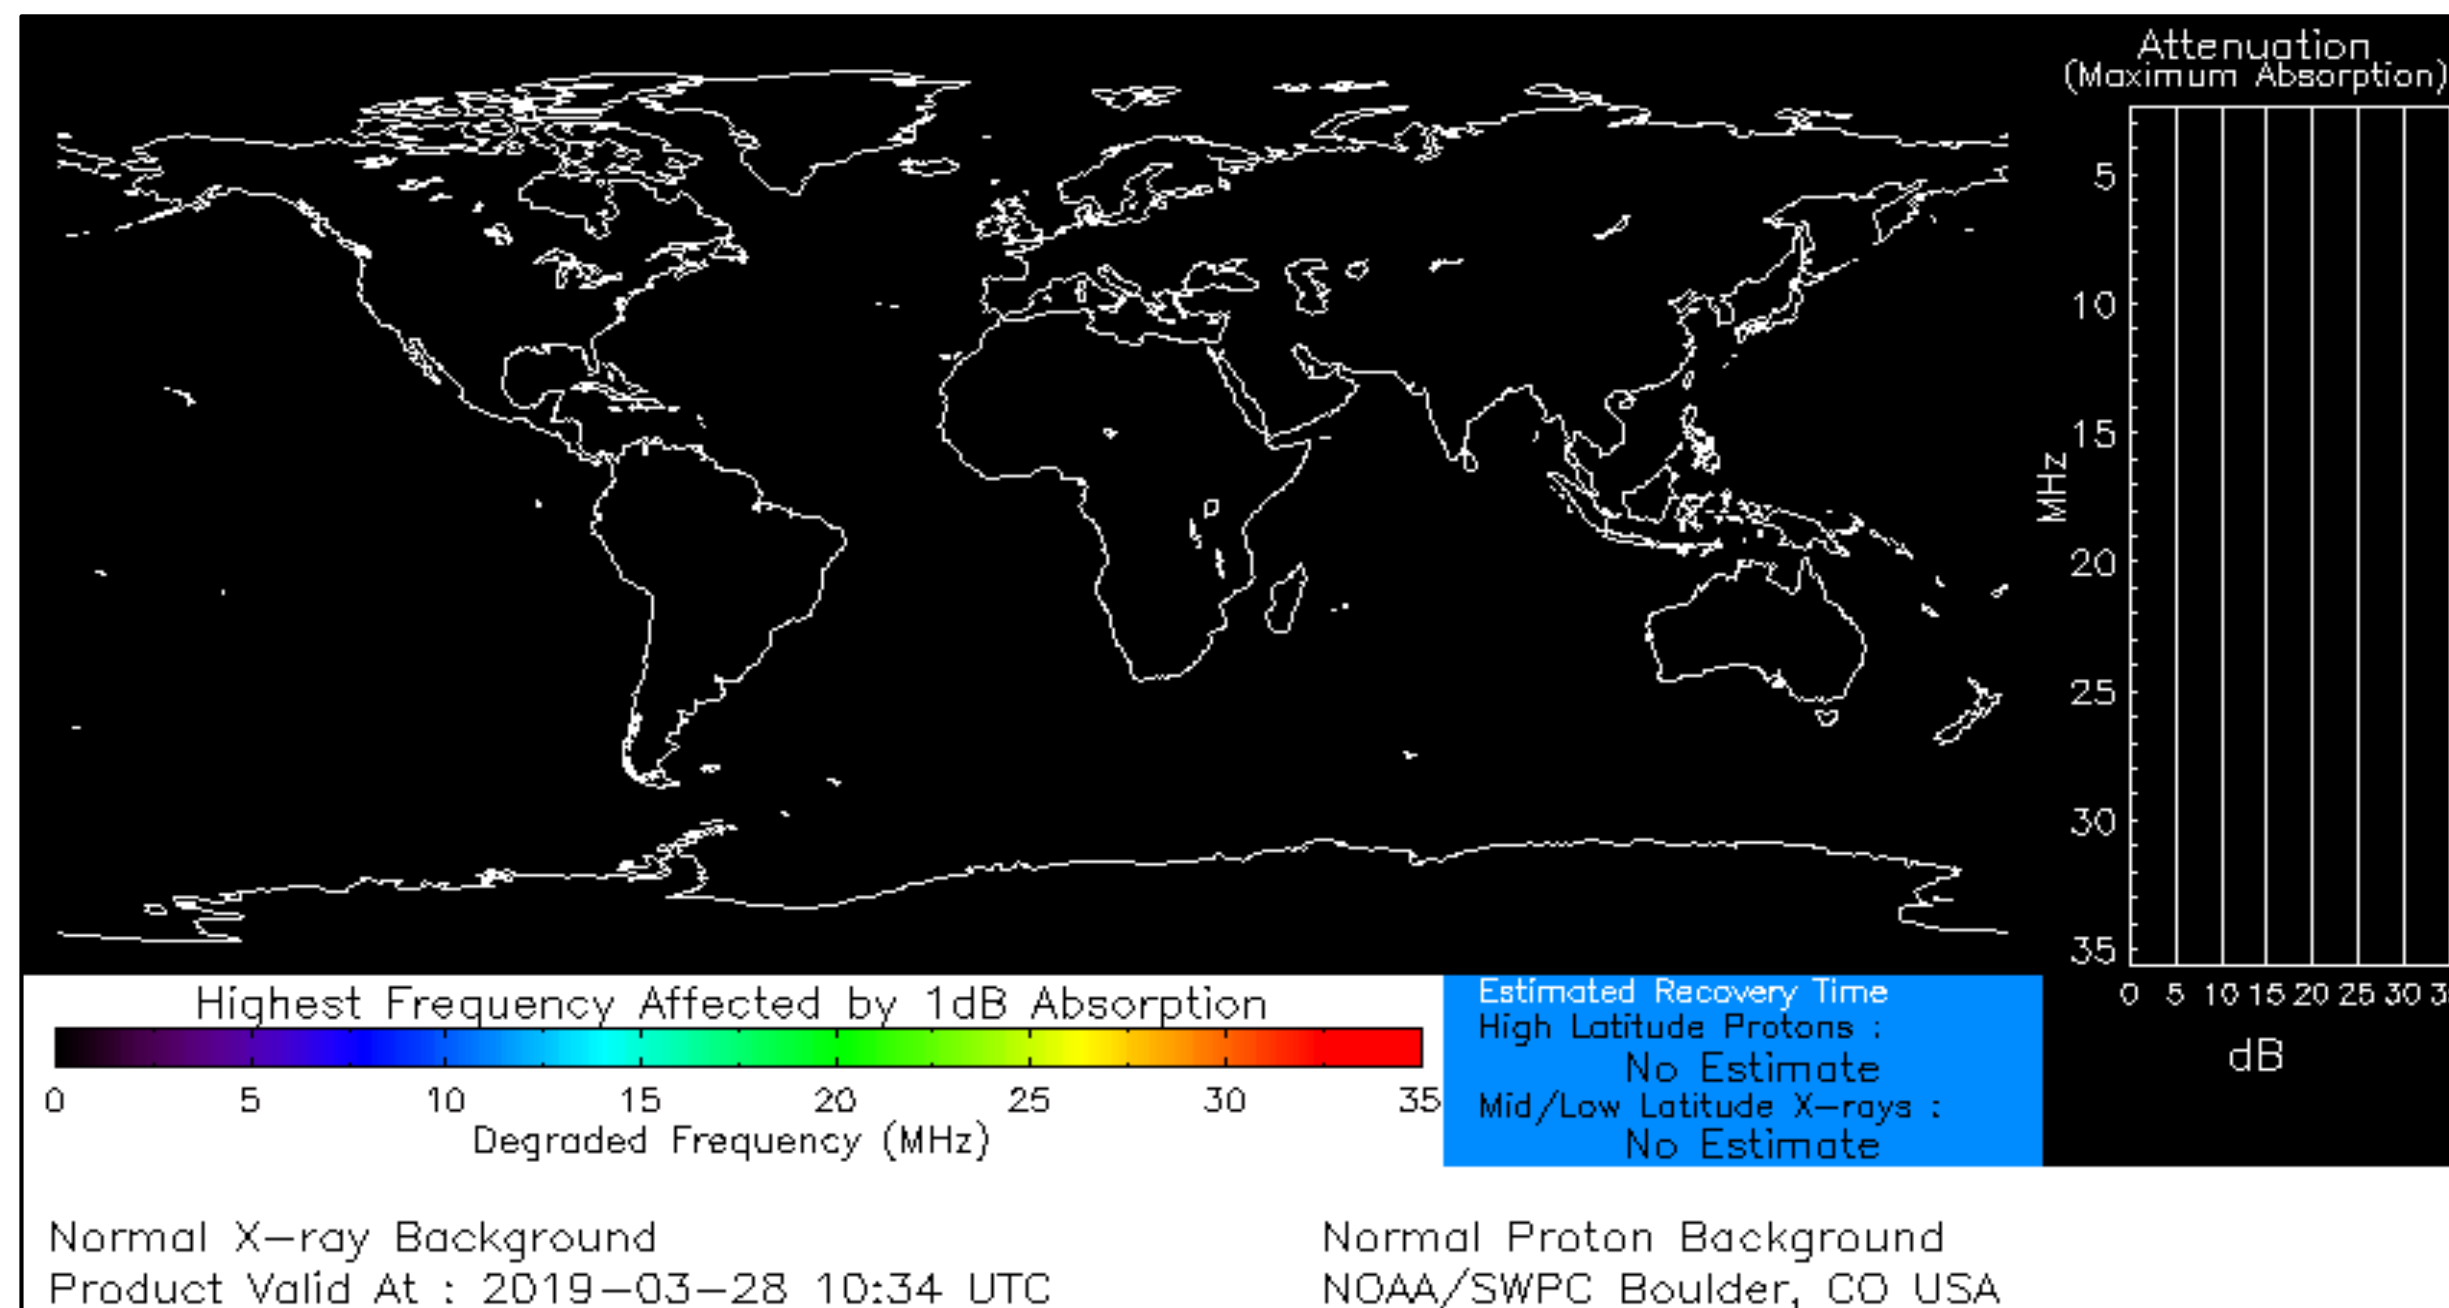 Attenuation
(Maximum Absorption)
5
10
15
20
25
30
35
MHz
0 5 10 15 20 25 30
dB
Highest Frequency Affected by 1dB Absorption
0 5 10 15 20 25 30 35
Degraded Frequency (MHz)
Estimated Recovery Time
High Latitude Protons :
No Estimate
Mid/Low Latitude X-rays :
No Estimate
Normal X-ray Background
Normal Proton Background
Product Valid At : 2019-03-28 10:34 UTC
NOAA/SWPC Boulder, CO USA